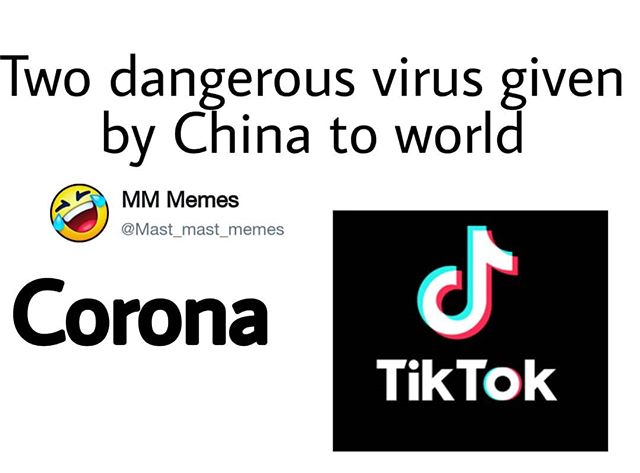 Two dangerous virus given
by China to world
MM Memes
@Mast_mast_memes
Corona
TikTok